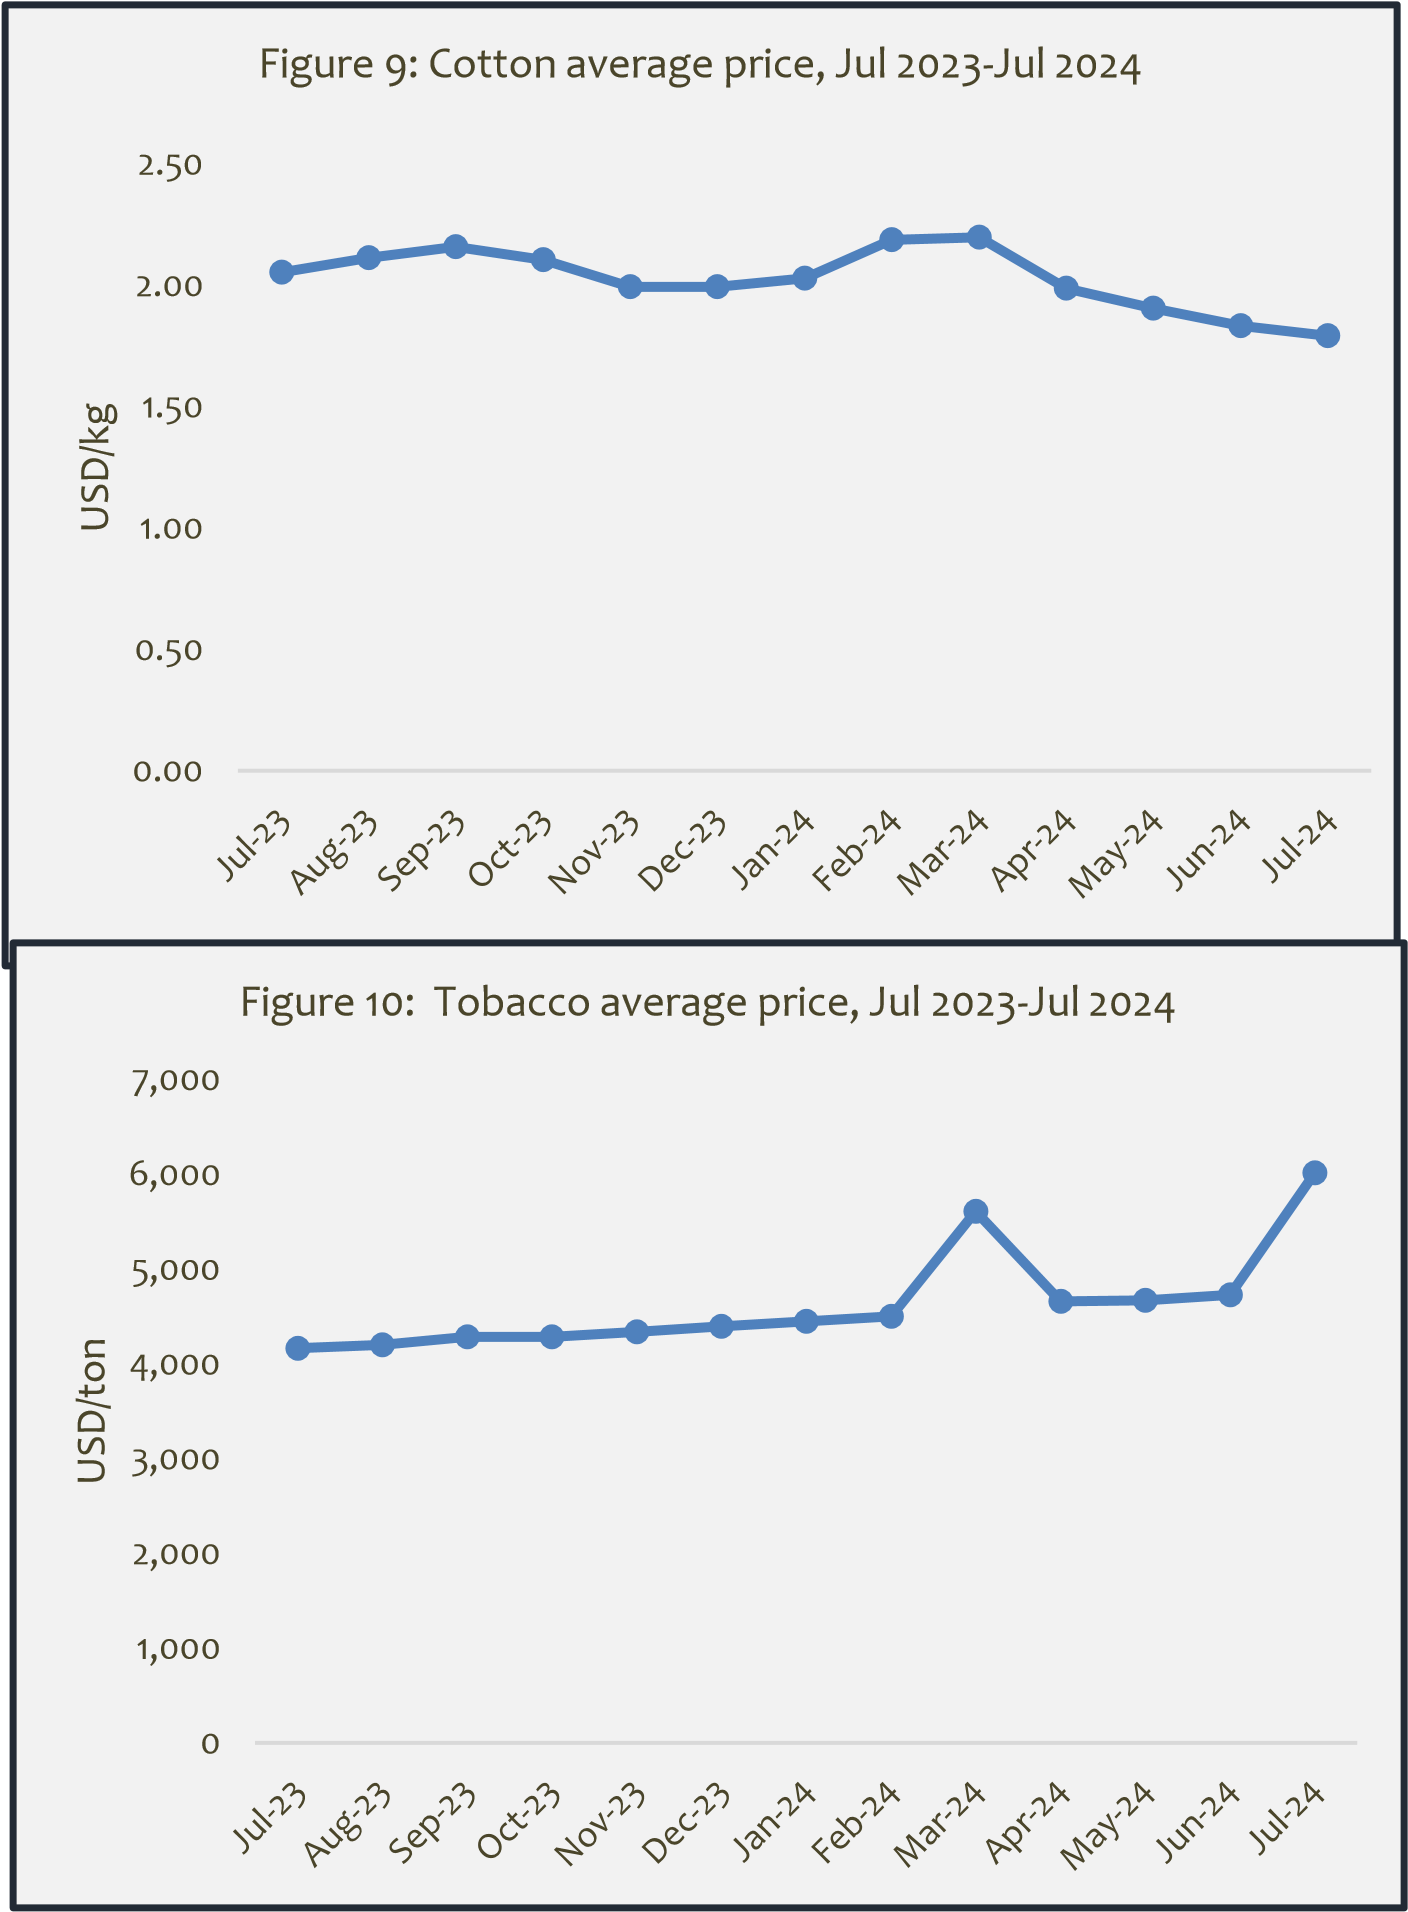 Figure 9: Cotton average price, Jul 2023-Jul 2024
2.50
2.00
1.50
1.00
0.50
0.00
USD/kg
Jul-23
Aug-23
Sep-23
Oct-23
Nov-23
Dec-23
Jan-24
Feb-24
Mar-24
Apr-24
May-24
Jun-24
Jul-24
Figure 10:  Tobacco average price, Jul 2023-Jul 2024
7,000
6,000
5,000
4,000
3,000
2,000
1,000
0
USD/ton
Jul-23
Aug-23
Sep-23
Oct-23
Nov-23
Dec-23
Jan-24
Feb-24
Mar-24
Apr-24
May-24
Jun-24
Jul-24